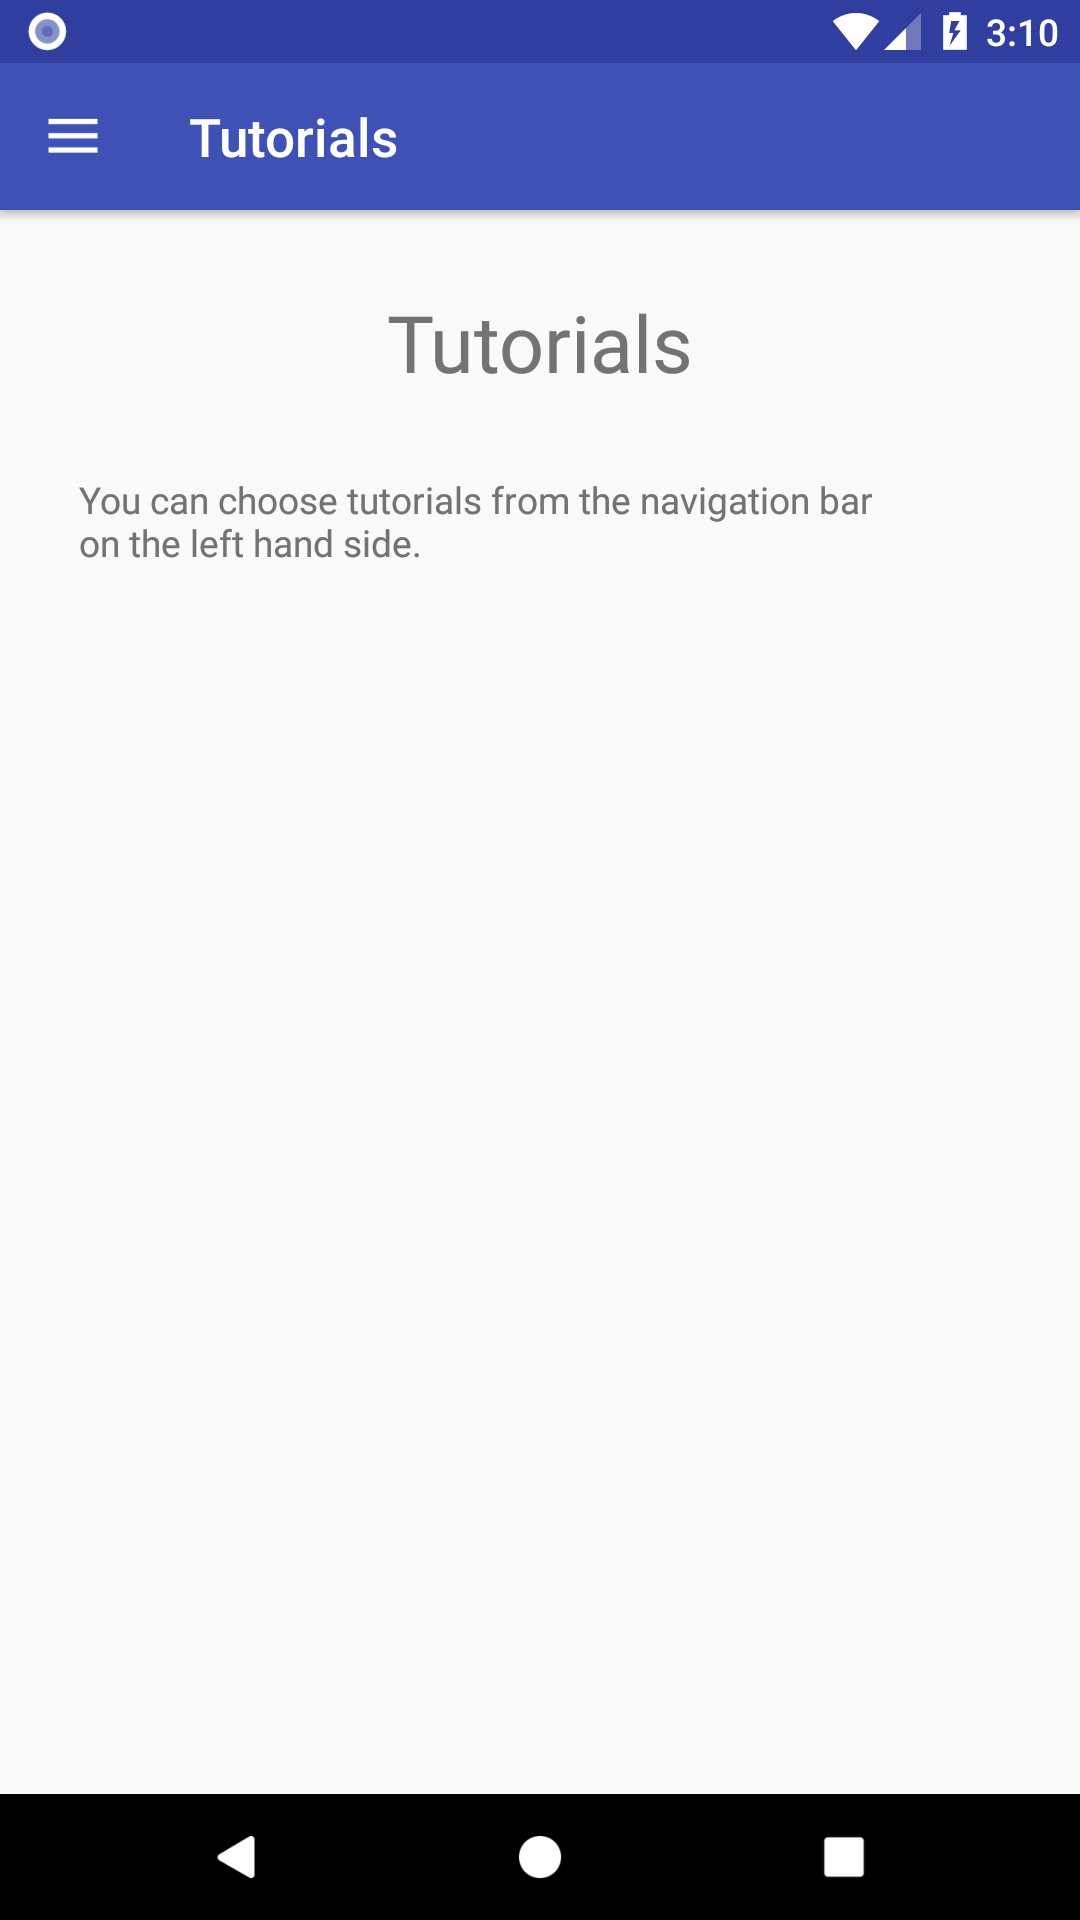 3:10
Tutorials
Tutorials
You can choose tutorials from the navigation bar
on the left hand side.